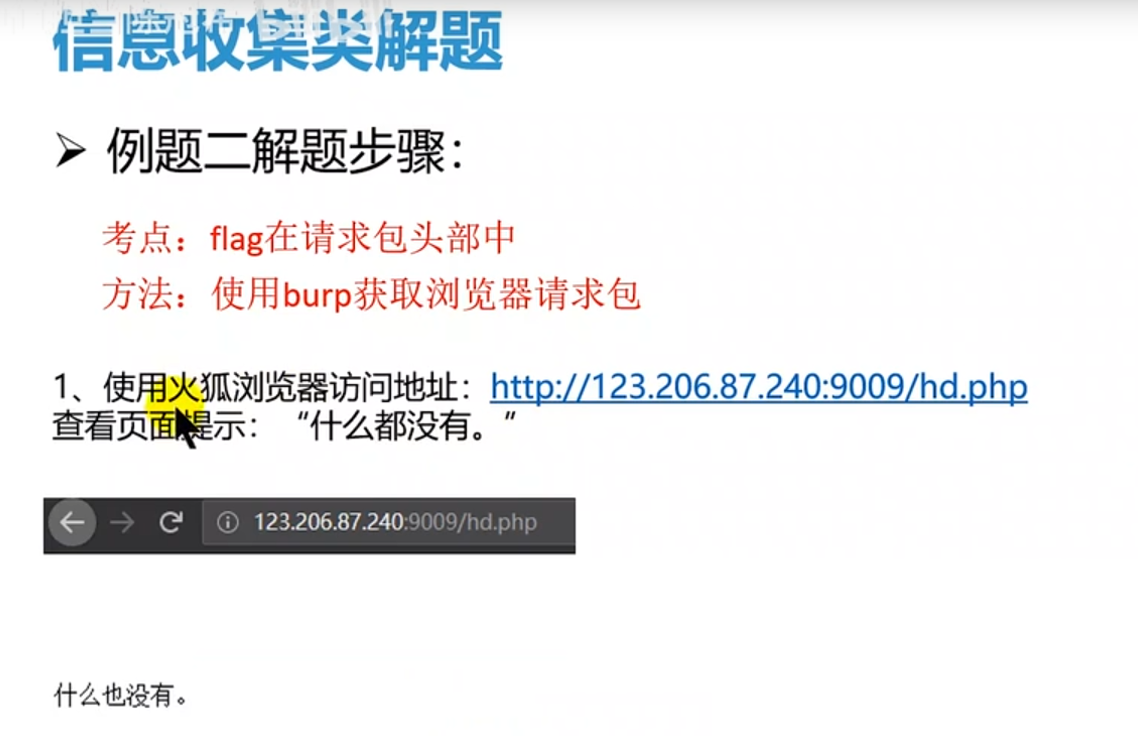 信息收集类解题
➢ 例题二解题步骤：
考点：flag在请求包头部中
方法：使用burp获取浏览器请求包
1、使用火狐浏览器访问地址：http://123.206.87.240:9009/hd.php
查看页面提示：“什么都没有。”
123.206.87.240:9009/hd.php
什么也没有。